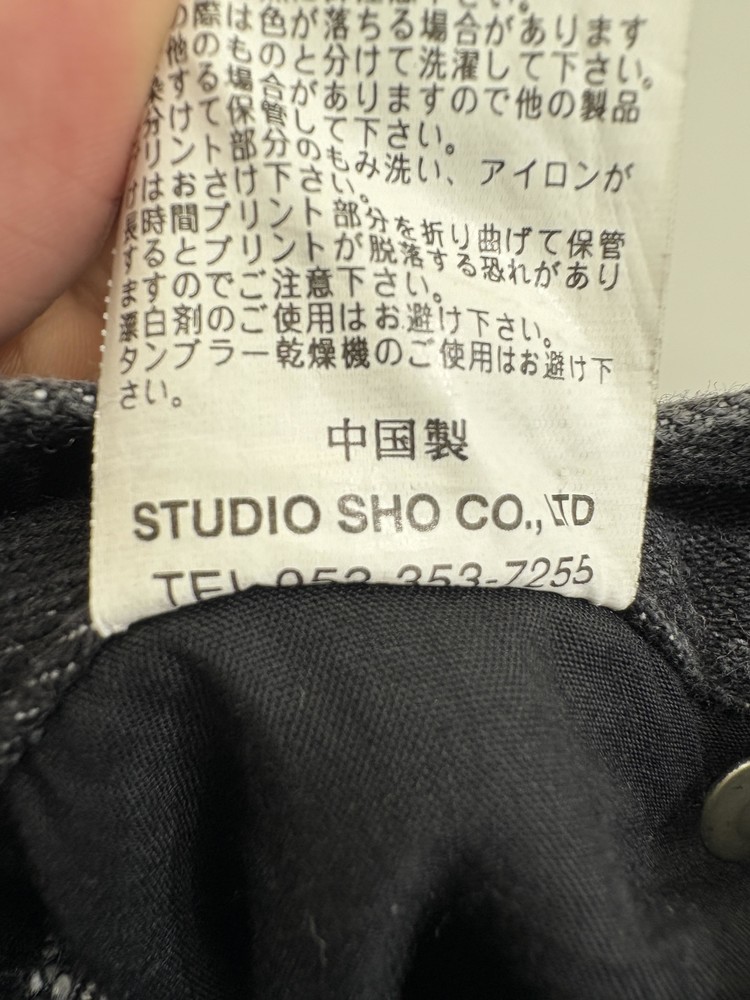 さい。
際は色が落ちる場合があります
他のものと分けて洗濯して下さい。
場合がありますので他の製品
分けて保管して下さい。
リント部分のもみ洗い、アイロンが
けはお避け下さい。
長時間プリント部分を折り曲げて保管
するとプリントが脱落する恐れがあり
ますのでご注意下さい。
漂白剤のご使用はお避け下さい。
タンブラー乾燥機のご使用はお避け下
さい。
中国製
STUDIO SHO CO.,LTD
TEL 052-353-7255